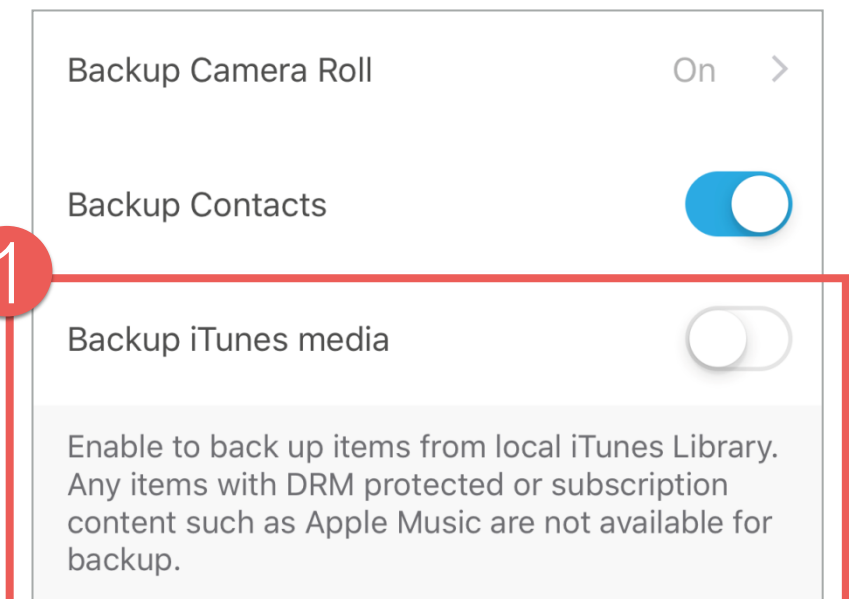 Backup Camera Roll On
Backup Contacts
1
Backup iTunes media
Enable to back up items from local iTunes Library.
Any items with DRM protected or subscription
content such as Apple Music are not available for
backup.